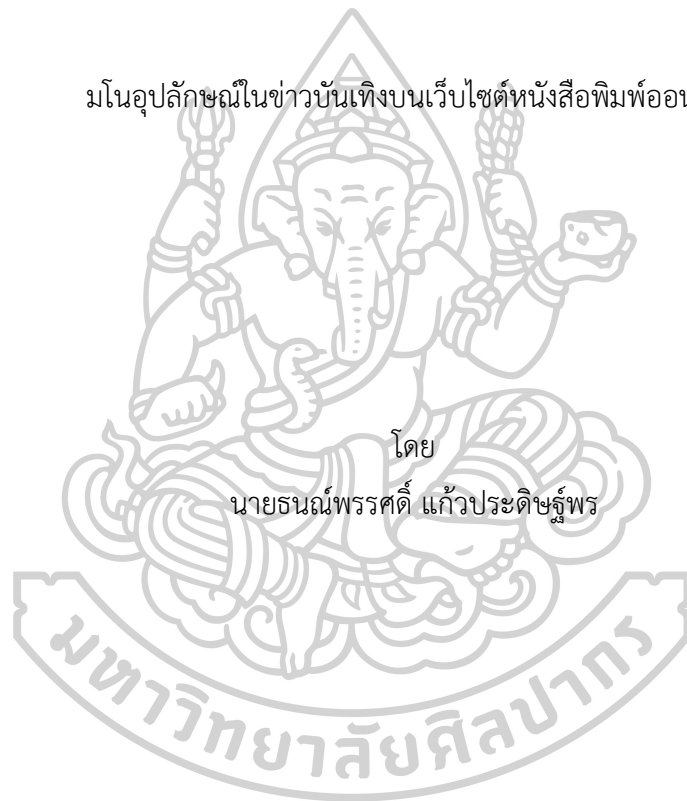 มโนอุปลักษณ์ในข่าวบันเทิงบนเว็บไซต์หนังสือพิมพ์
โดย
นายธนณ์พรรศดิ์ แก้วประดิษฐ์พร
มหาวิทยาลัยศิลปากร